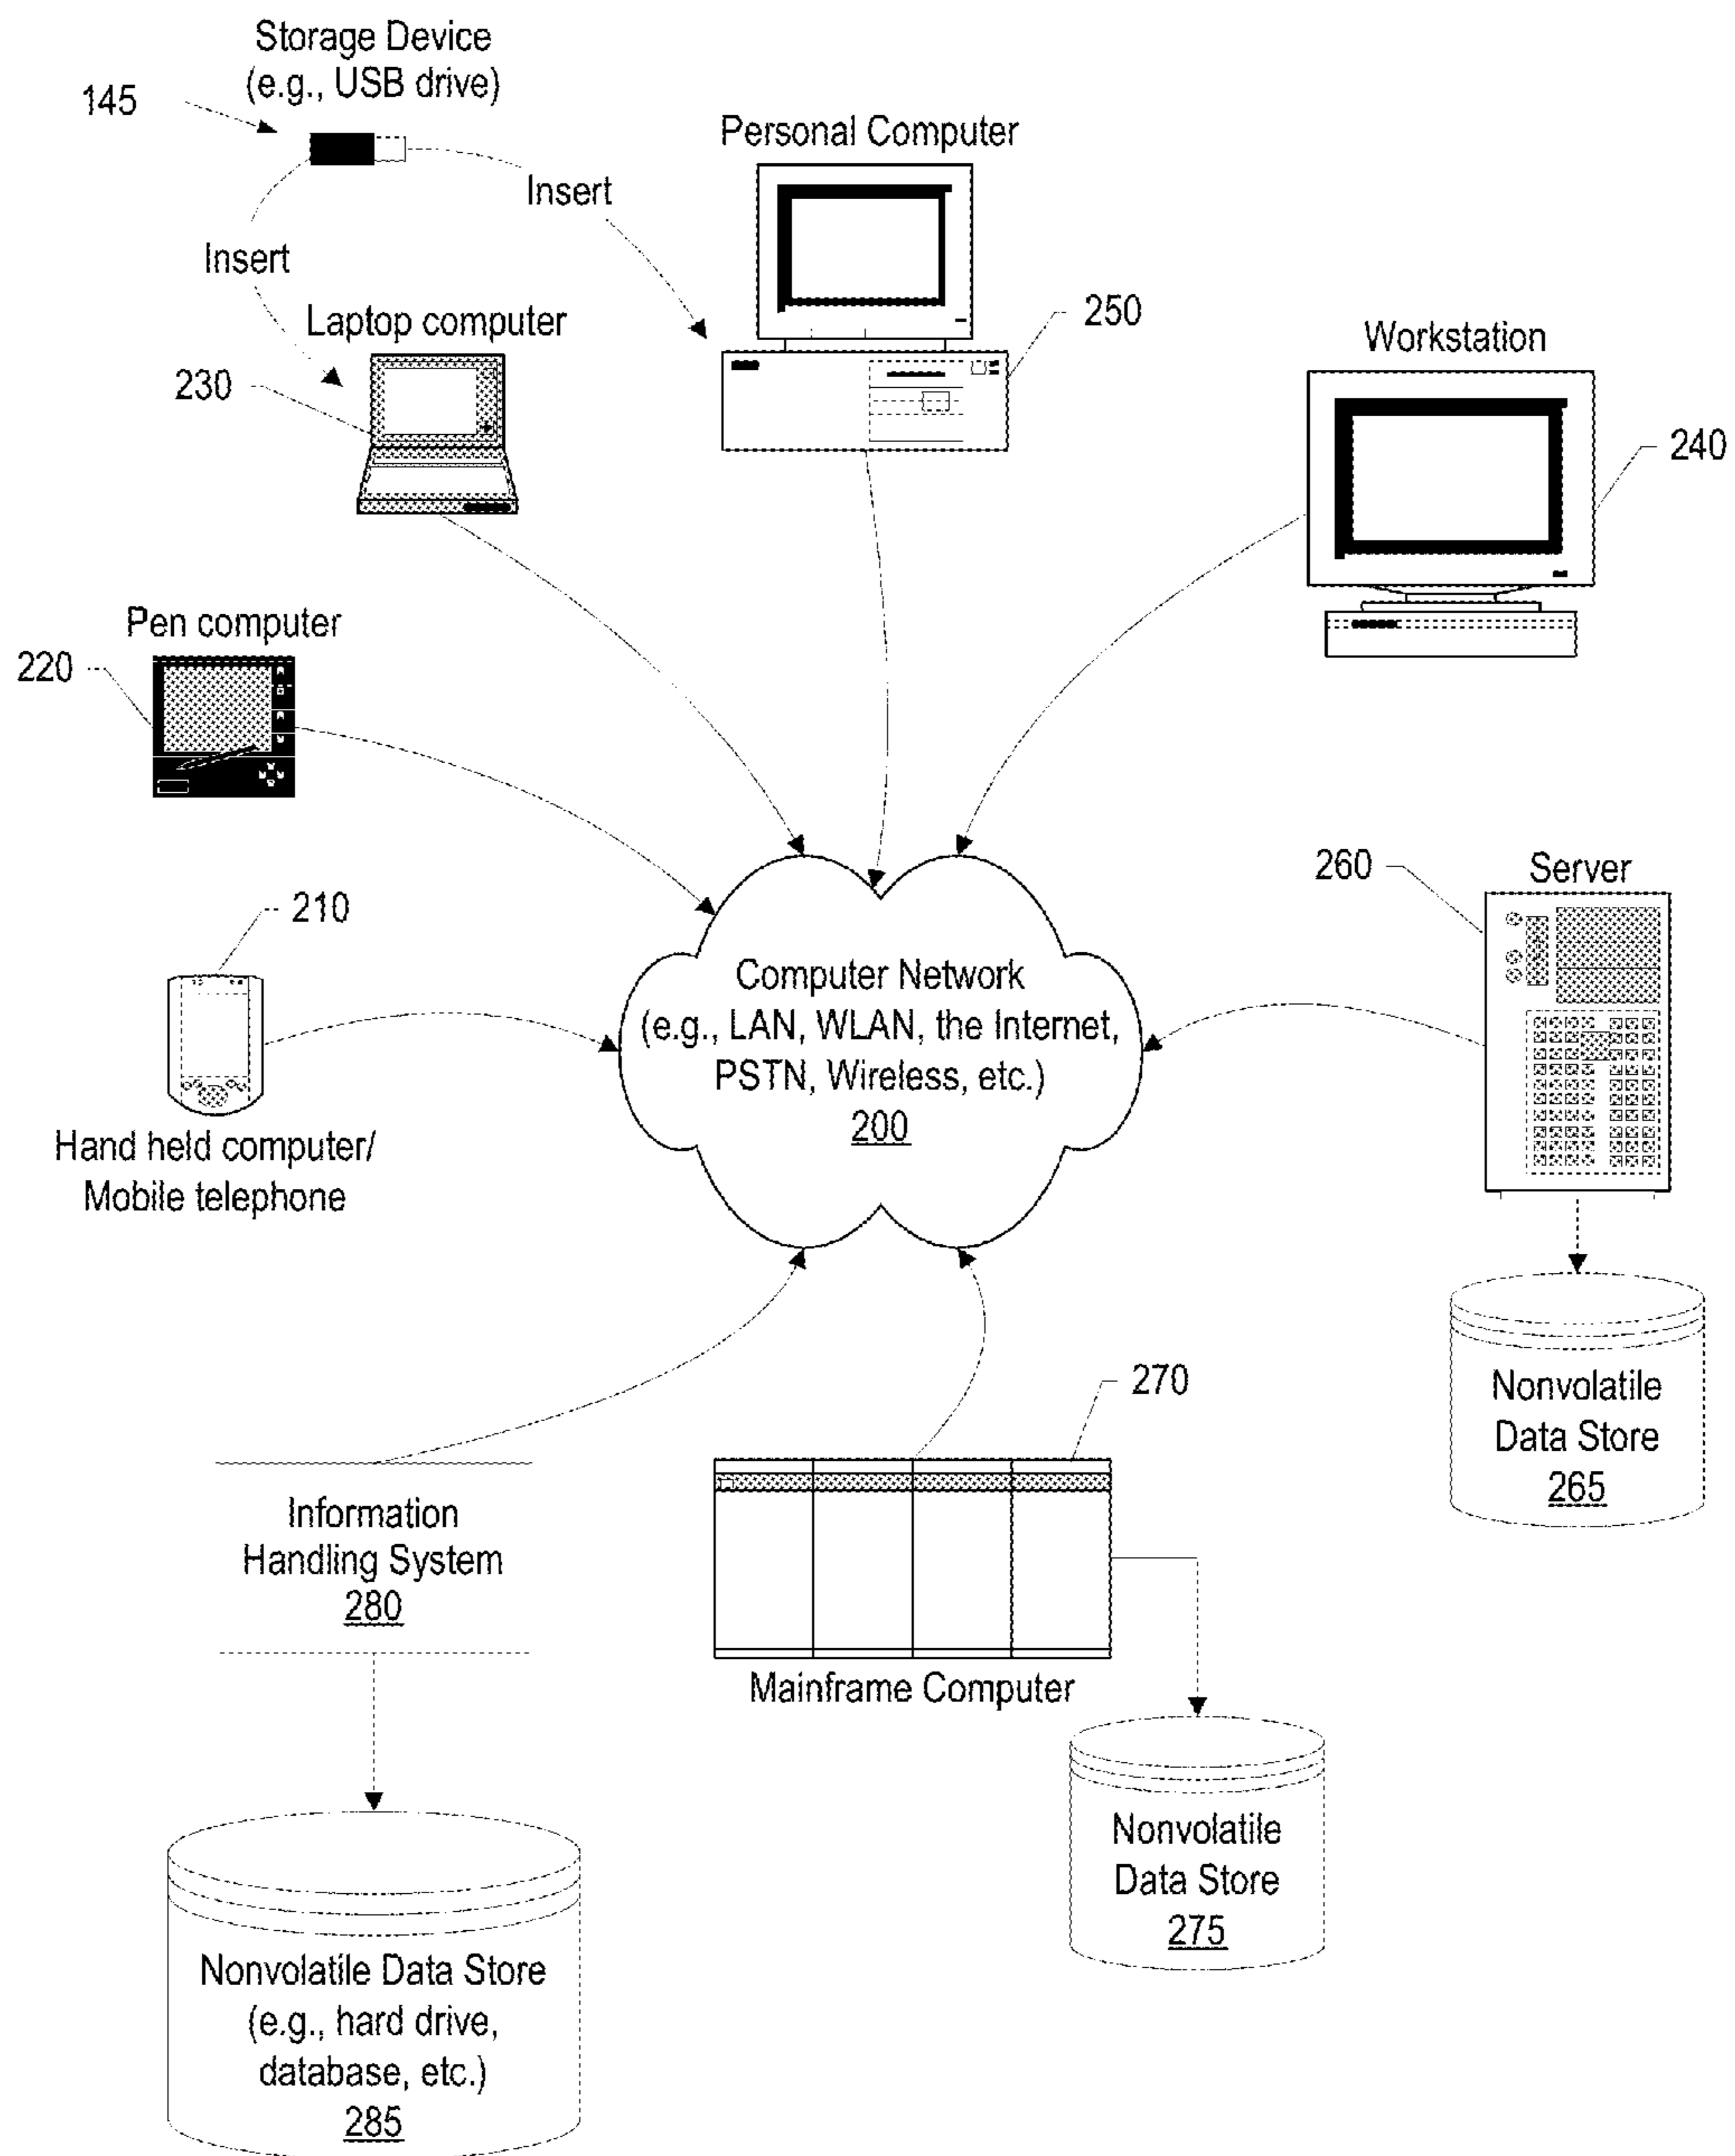 Storage Device
(e.g., USB drive)
145
Insert
Insert
Personal Computer
250
Laptop computer
230
Workstation
240
Pen computer
220
210
Hand held computer/
Mobile telephone
Computer Network
(e.g., LAN, WLAN, the Internet,
PSTN, Wireless, etc.)
200
260
Server
Nonvolatile
Data Store
265
270
Mainframe Computer
Nonvolatile
Data Store
275
Information
Handling System
280
Nonvolatile Data Store
(e.g., hard drive,
database, etc.)
285